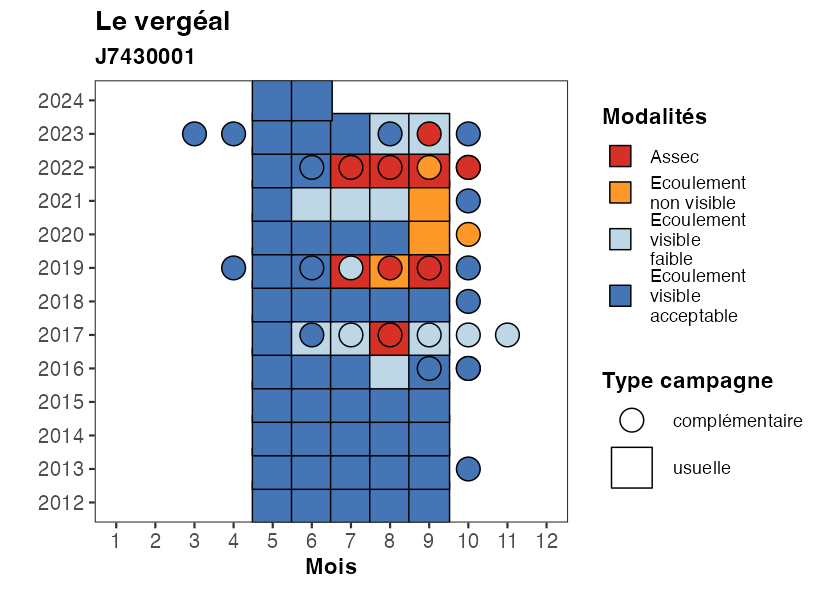 Le vergéal
J7430001
2024
2023
2022
2021
2020
2019
2018
2017
2016
2015
2014
2013
2012
1 2 3 4 5 6 7 8 9 10 11 12
Mois
Modalités
Assec
Ecoulement
non visible
Ecoulement
visible
faible
Ecoulement
visible
acceptable
Type campagne
complémentaire
usuelle